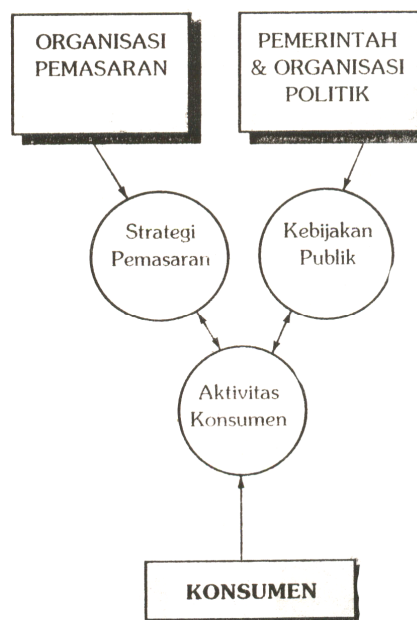 ORGANISASI
PEMASARAN
PEMERINTAH
& ORGANISASI
POLITIK
Strategi
Pemasaran
Kebijakan
Publik
Aktivitas
Konsumen
KONSUMEN